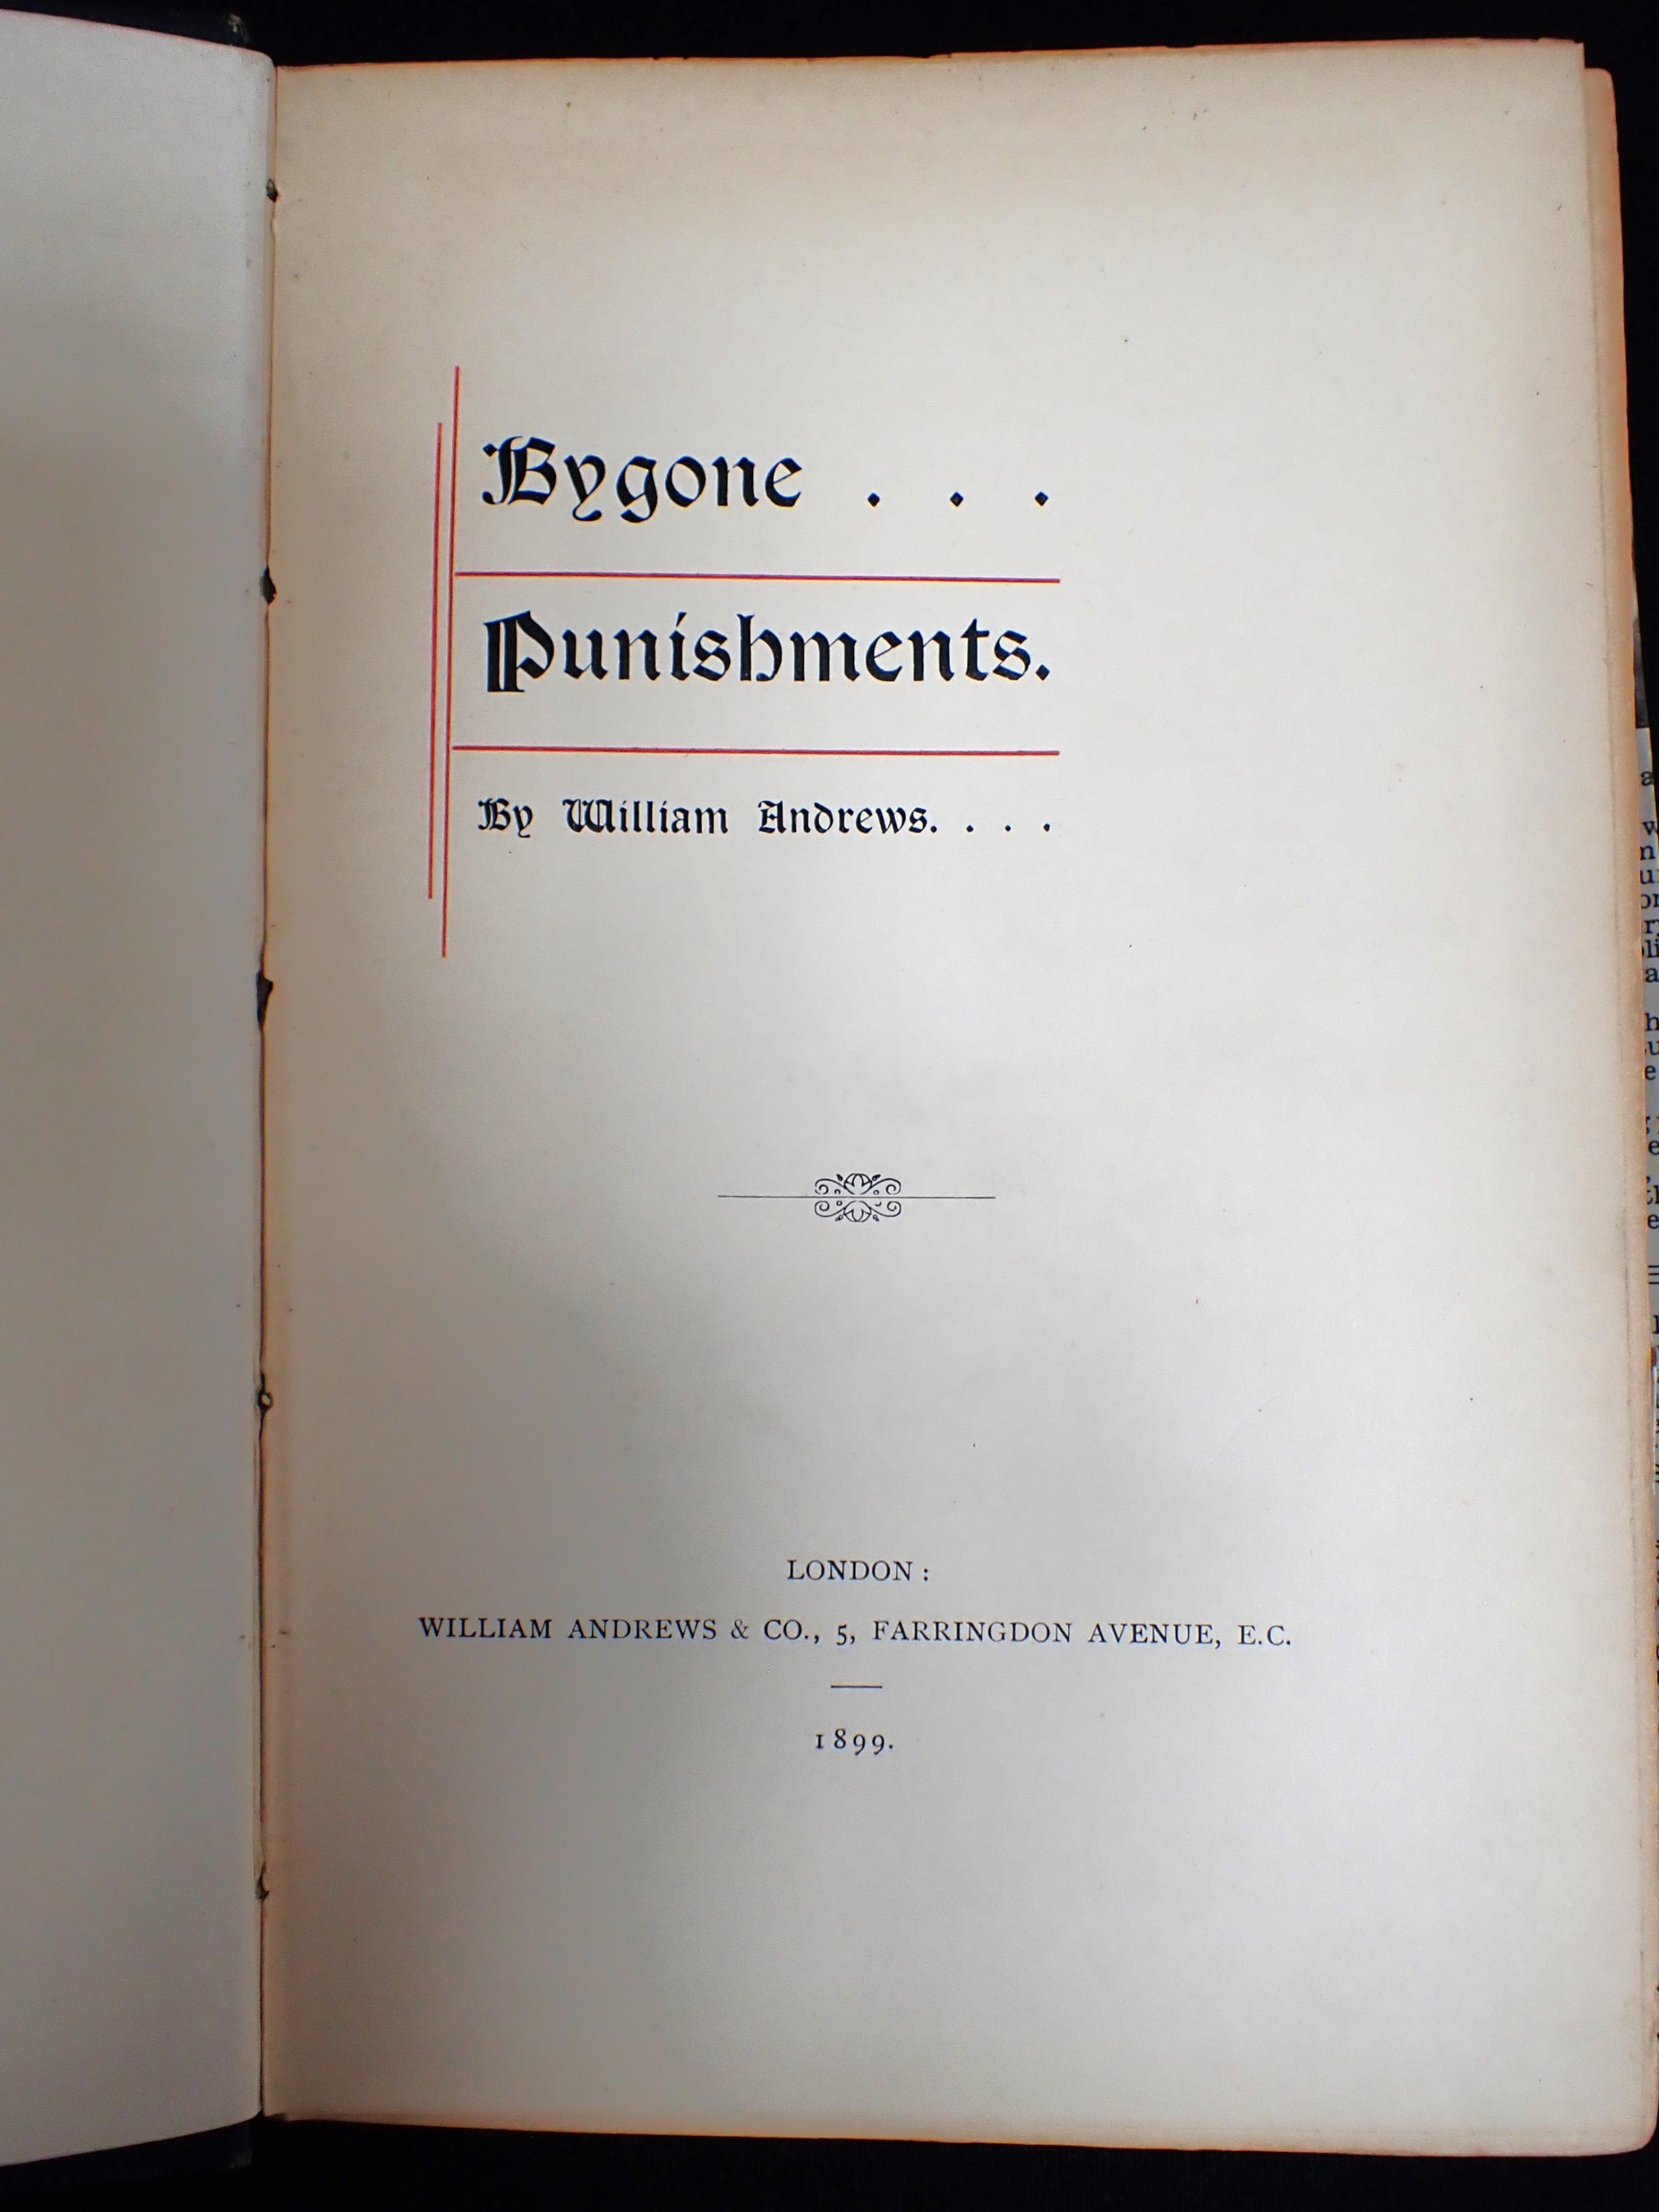 Bygone . . .
Punishments.
By William Andrews. . . .
LONDON :
WILLIAM ANDREWS & CO., 5, FARRINGDON AVENUE, E.C.
1899.